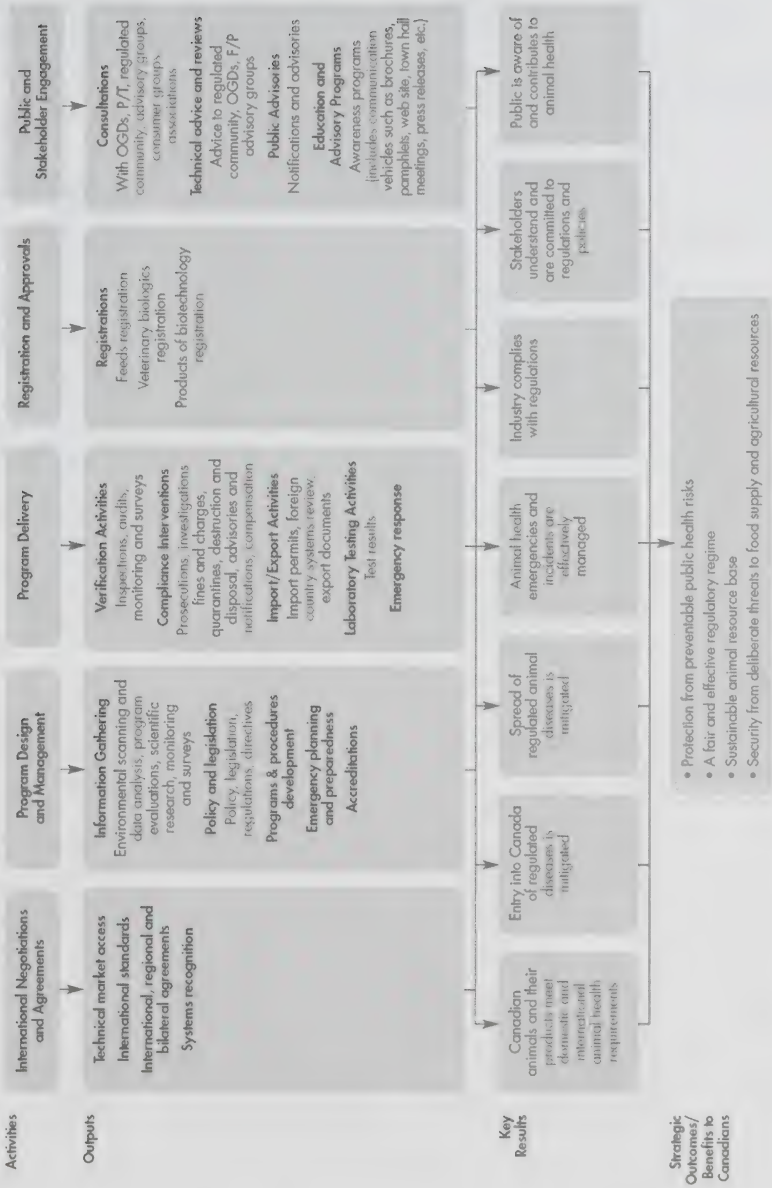 Activities
International Negotiations
and Agreements
Program Design
and Management
Program Delivery
Registration and Approvals
Public and
Stakeholder Engagement
Outputs
Technical market access
International standards
International, regional and
bilateral agreements
Systems recognition
Information Gathering
Environmental scanning and
data analysis, program
evaluations, scientific
research, monitoring
and surveys
Policy and legislation
Policy, legislation,
regulations, directives
Programs & procedures
development
Emergency planning
and preparedness
Accreditations
Verification Activities
Inspections, audits,
monitoring and surveys
Compliance Interventions
Prosecutions, investigations
fines and charges,
quarantines, destruction and
disposal, advisories and
notifications, compensation
Import/Export Activities
Import permits, foreign
country systems review,
export documents
Laboratory Testing Activities
Test results
Emergency response
Registrations
Feeds registration
Veterinary biologics
registration
Products of biotechnology
registration
Consultations
With OGDs, P/T, regulated
community, advisory groups,
consumer groups,
associations
Technical advice and reviews
Advice to regulated
community, OGDs, F/P
advisory groups
Public Advisories
Notifications and advisories
Education and
Advisory Programs
Awareness programs
(includes communication
vehicles such as brochures,
pamphlets, web site, town hall
meetings, press releases, etc.)
Key
Results
Canadian
animals and their
products meet
domestic and
international
animal health
requirements
Entry into Canada
of regulated
diseases is
mitigated
Spread of
regulated animal
diseases is
mitigated
Animal health
emergencies and
incidents are
effectively
managed
Industry complies
with regulations
Stakeholders
understand and
are committed to
regulations and
policies
Public is aware of
and contributes to
animal health
Strategic
Outcomes/
Benefits to
Canadians
• Protection from preventable public health risks
• A fair and effective regulatory regime
• Sustainable animal resource base
• Security from deliberate threats to food supply and agricultural resources